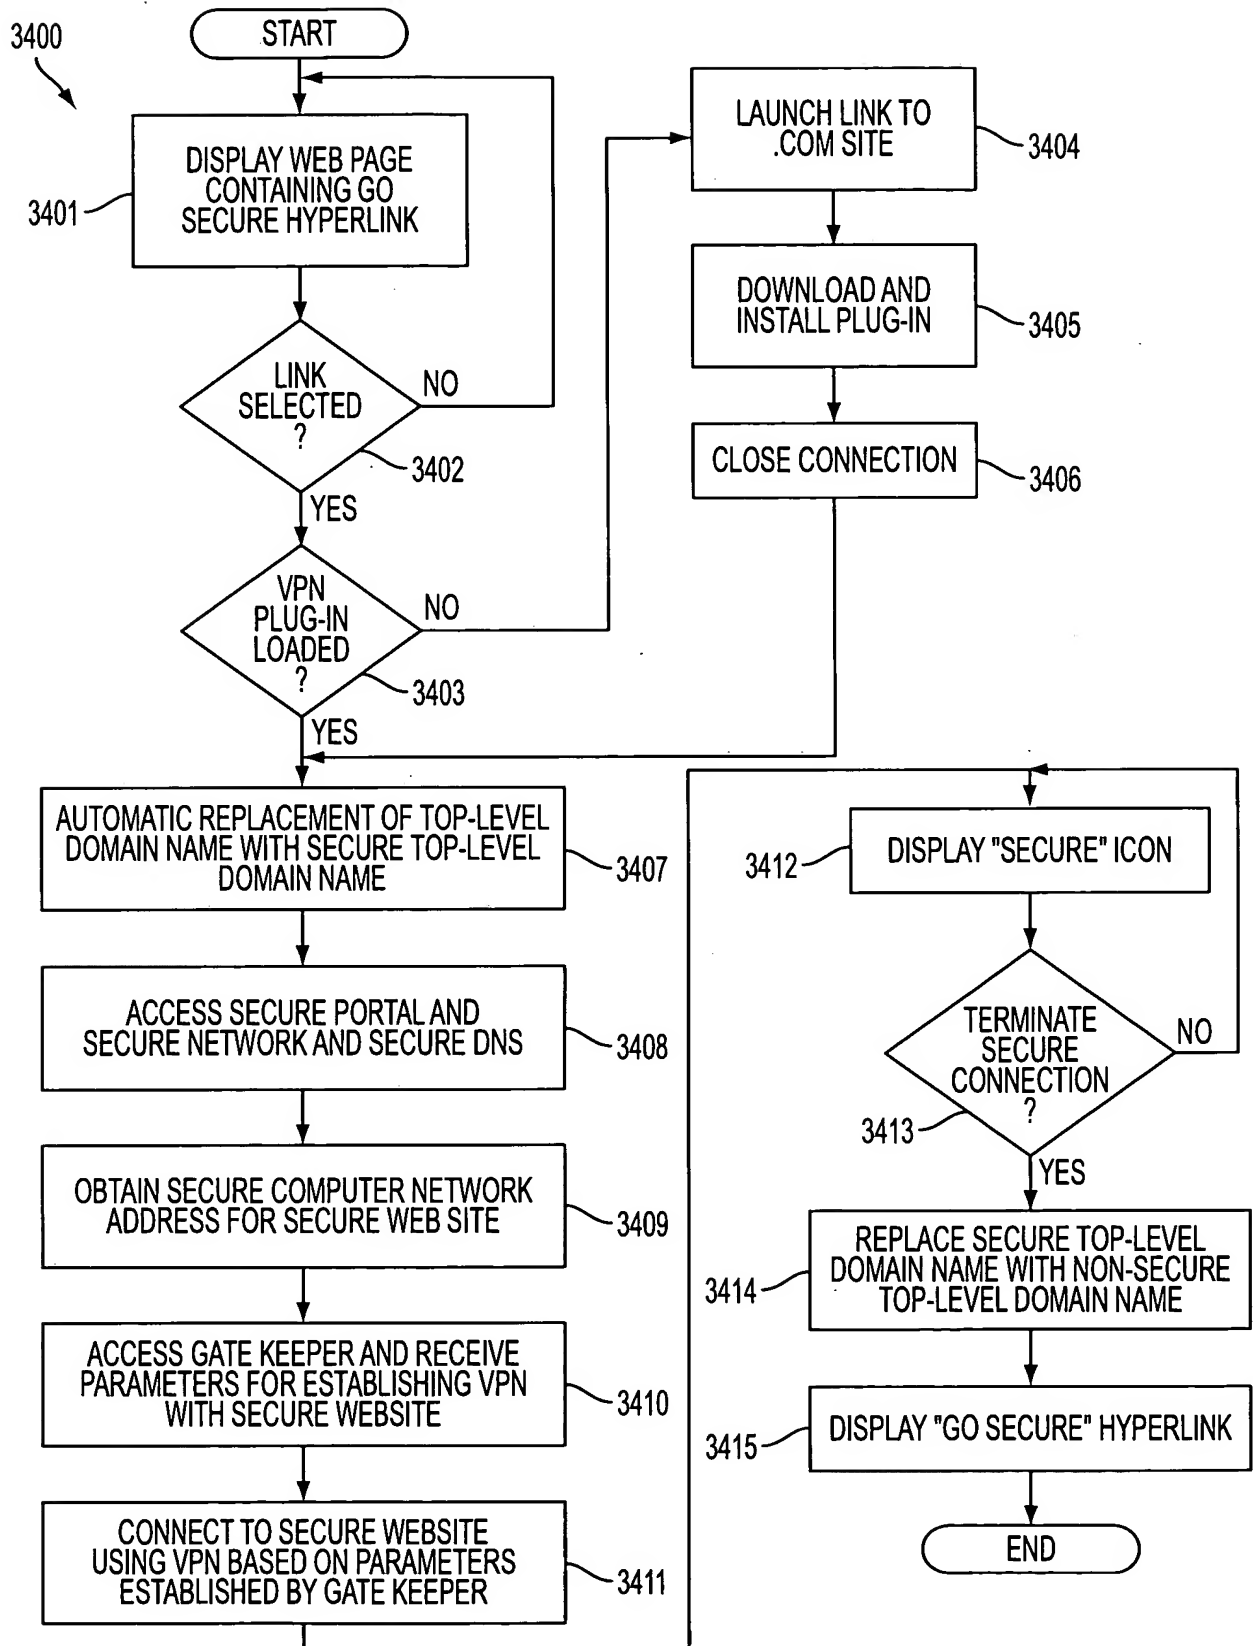 3400
START
DISPLAY WEB PAGE
CONTAINING GO
SECURE HYPERLINK
3401
LINK
SELECTED
?
NO
3402
YES
VPN
PLUG-IN
LOADED
?
NO
3403
YES
LAUNCH LINK TO
.COM SITE
3404
DOWNLOAD AND
INSTALL PLUG-IN
3405
CLOSE CONNECTION
3406
AUTOMATIC REPLACEMENT OF TOP-LEVEL
DOMAIN NAME WITH SECURE TOP-LEVEL
DOMAIN NAME
3407
ACCESS SECURE PORTAL AND
SECURE NETWORK AND SECURE DNS
3408
OBTAIN SECURE COMPUTER NETWORK
ADDRESS FOR SECURE WEB SITE
3409
ACCESS GATE KEEPER AND RECEIVE
PARAMETERS FOR ESTABLISHING VPN
WITH SECURE WEBSITE
3410
CONNECT TO SECURE WEBSITE
USING VPN BASED ON PARAMETERS
ESTABLISHED BY GATE KEEPER
3411
DISPLAY "SECURE" ICON
3412
TERMINATE
SECURE
CONNECTION
?
NO
3413
YES
REPLACE SECURE TOP-LEVEL
DOMAIN NAME WITH NON-SECURE
TOP-LEVEL DOMAIN NAME
3414
DISPLAY "GO SECURE" HYPERLINK
3415
END